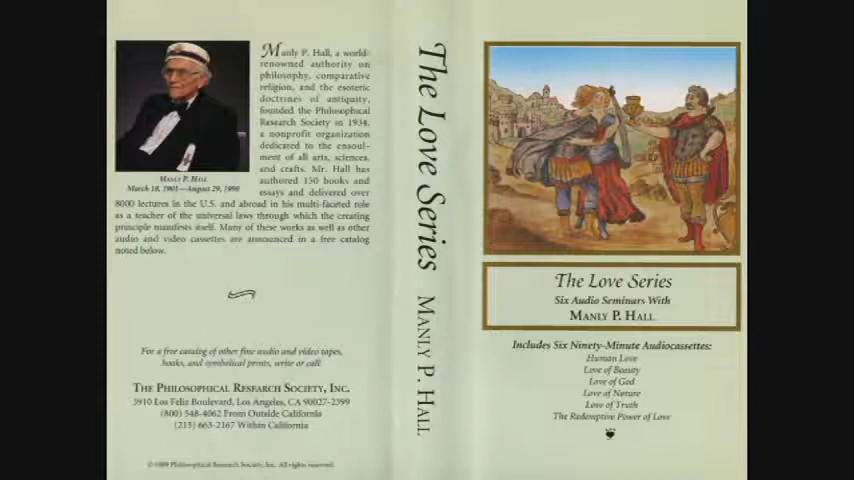 Manly P. Hall, a world-
renowned authority on
philosophy, comparative
religion, and the esoteric
doctrines of antiquity,
founded the Philosophical
Research Society in 1934,
a nonprofit organization
dedicated to the ensoul-
ment of all arts, sciences,
and crafts. Mr. Hall has
authored 150 books and
essays and delivered over
8000 lectures in the U.S. and abroad in his multi-faceted role
as a teacher of the universal laws through which the creating
principle manifests itself. Many of these works as well as other
audio and video cassettes are announced in a free catalog
noted below.
MANLY P. HALL
March 18, 1901—August 29, 1990
For a free catalog of other fine audio and video tapes,
books, and symbolical prints, write or call:
THE PHILOSOPHICAL RESEARCH SOCIETY, INC.
3910 Los Feliz Boulevard, Los Angeles, CA 90027-2399
(800) 548-4062 From Outside California
(213) 663-2167 Within California
© 1989 Philosophical Research Society, Inc. All rights reserved.
The Love Series MANLY P. HALL
The Love Series
Six Audio Seminars With
MANLY P. HALL
Includes Six Ninety-Minute Audiocassettes:
Human Love
Love of Beauty
Love of God
Love of Nature
Love of Truth
The Redemptive Power of Love